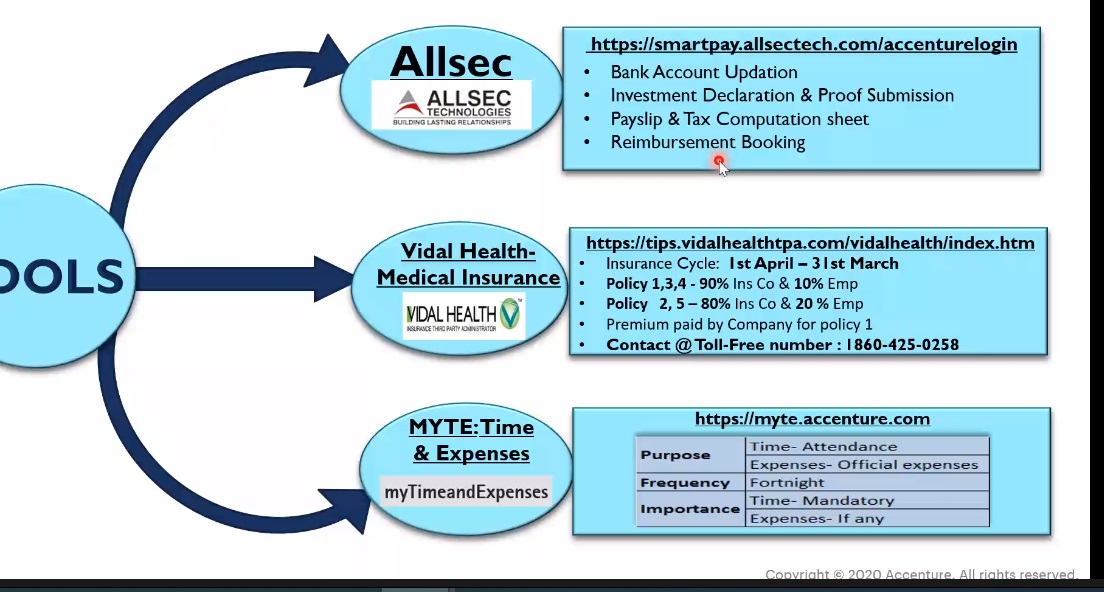 OOLS
Allsec
ALLSEC
TECHNOLOGIES
BUILDING LASTING RELATIONSHIPS
https://smartpay.allsectech.com/accenturelogin
• Bank Account Updation
• Investment Declaration & Proof Submission
• Payslip & Tax Computation sheet
• Reimbursement Booking
Vidal Health-
Medical Insurance
VIDAL HEALTH™
INSURANCE THIRD PARTY ADMINISTRATOR
https://tips.vidalhealthtpa.com/vidalhealth/index.htm
• Insurance Cycle: 1st April – 31st March
• Policy 1,3,4 - 90% Ins Co & 10% Emp
• Policy 2, 5 – 80% Ins Co & 20 % Emp
• Premium paid by Company for policy 1
• Contact @ Toll-Free number : 1860-425-0258
MYTE:Time
& Expenses
myTimeandExpenses
https://myte.accenture.com
Purpose
Time- Attendance
Expenses- Official expenses
Frequency Fortnight
Importance
Time- Mandatory
Expenses- If any
Copyright © 2020 Accenture. All rights reserved.